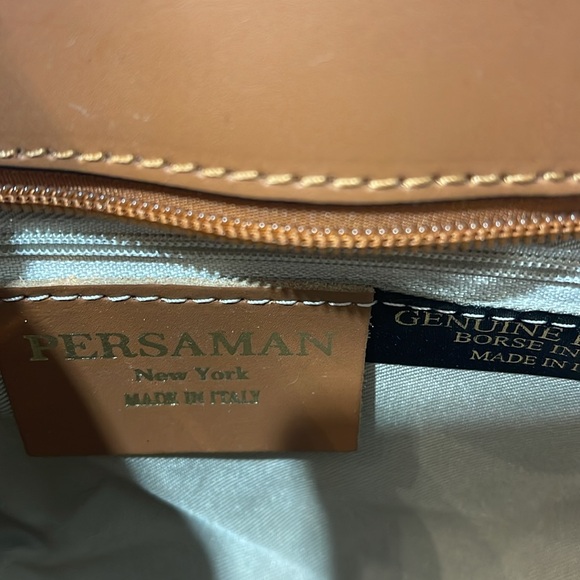 PERSAMAN
New York
MADE IN ITALY
GENUINE
BORSE IN
MADE IN